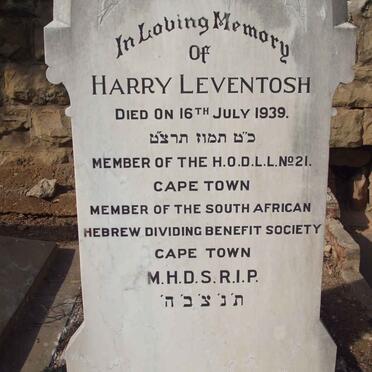 In Loving Memory
OF
HARRY LEVENTOSH
DIED ON 16TH JULY 1939.
כ״ט תמוז תרצ״ט
MEMBER OF THE H.O.D.L.L. No 21.
CAPE TOWN
MEMBER OF THE SOUTH AFRICAN
HEBREW DIVIDING BENEFIT SOCIETY
CAPE TOWN
M.H.D.S.R.I.P.
ת׳נ׳צ׳ב׳ה׳